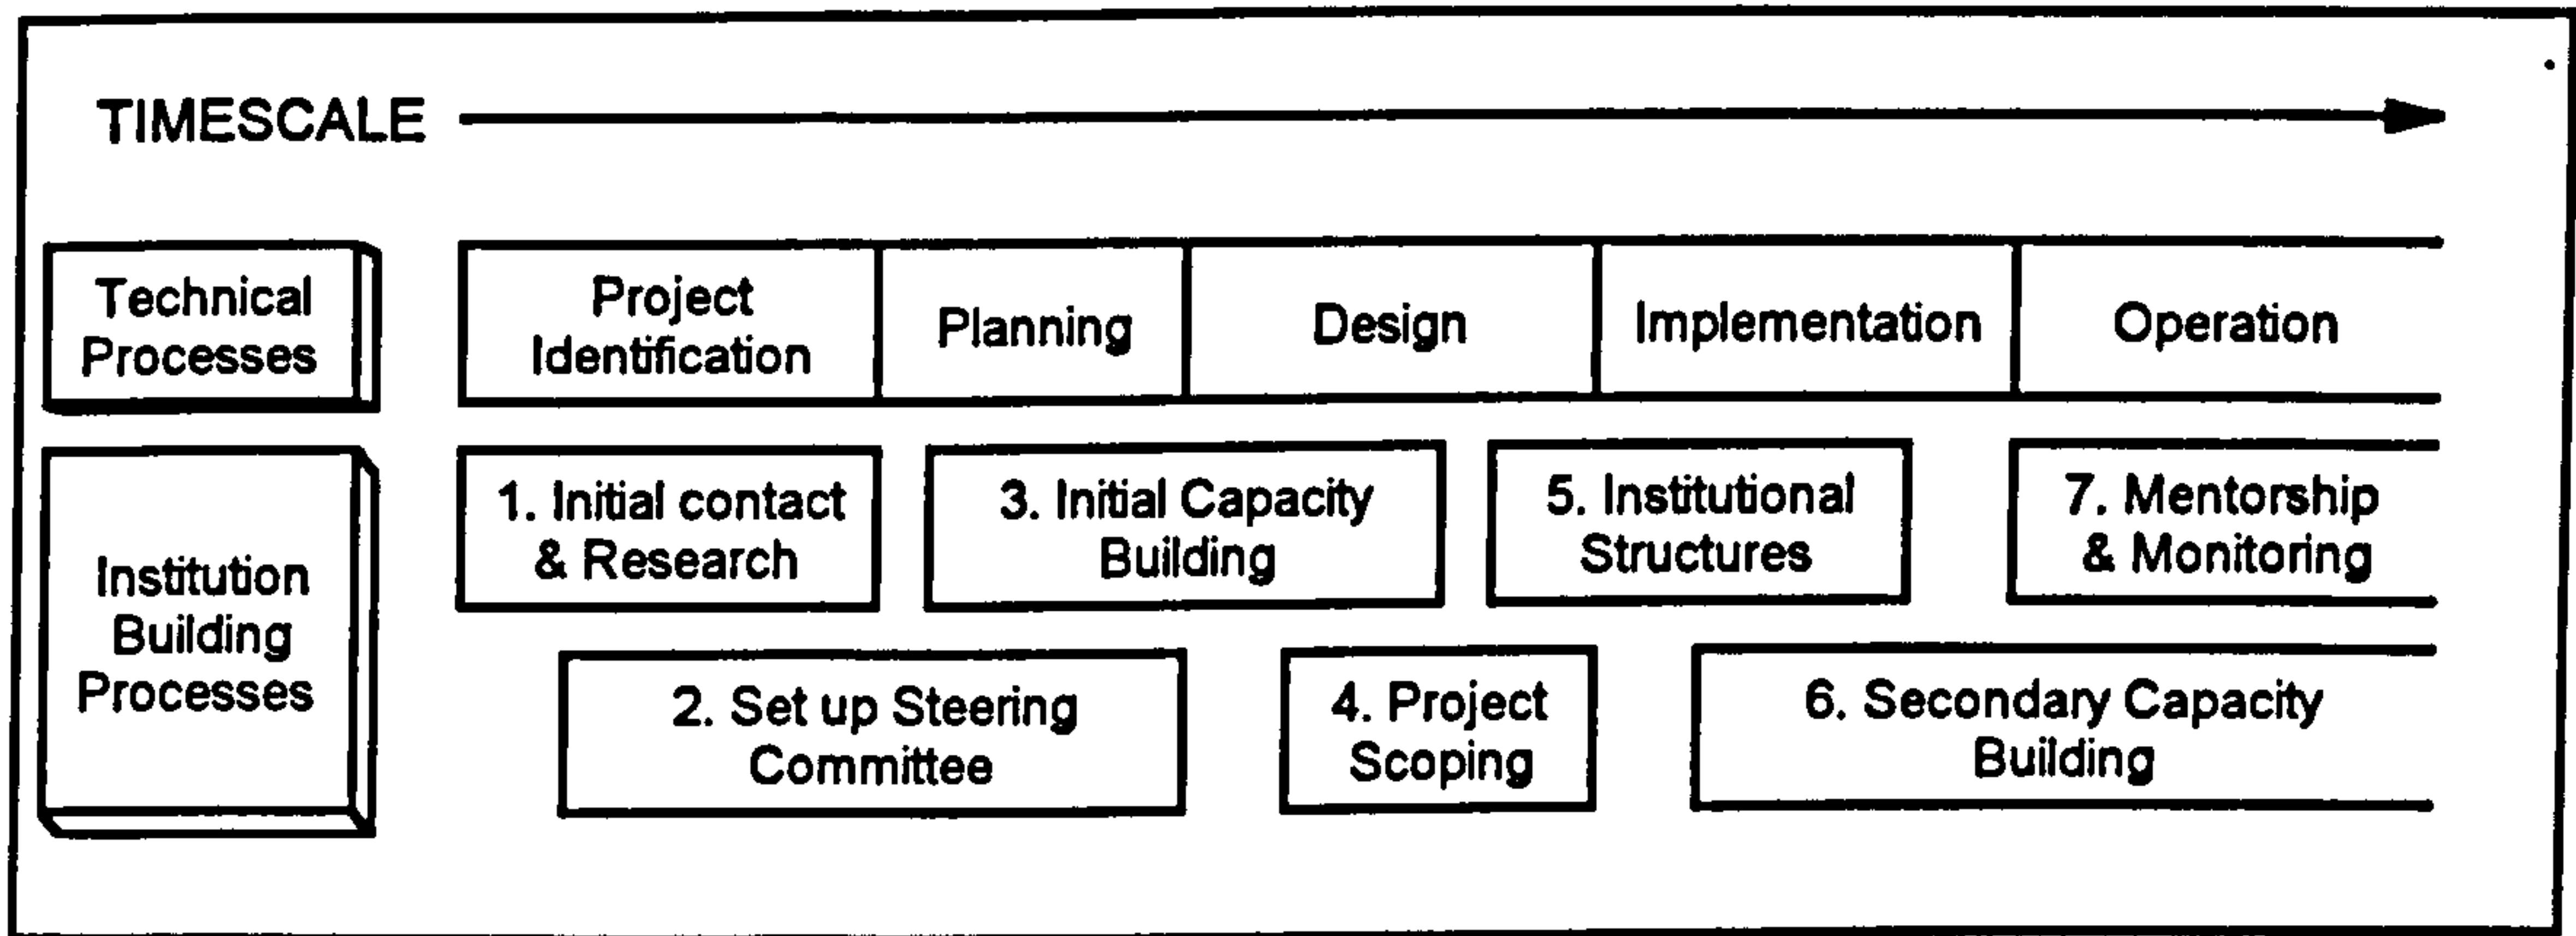 TIMESCALE
Technical
Processes
Project
Identification
Planning
Design
Implementation
Operation
Institution
Building
Processes
1. Initial contact
& Research
3. Initial Capacity
Building
5. Institutional
Structures
7. Mentorship
& Monitoring
2. Set up Steering
Committee
4. Project
Scoping
6. Secondary Capacity
Building